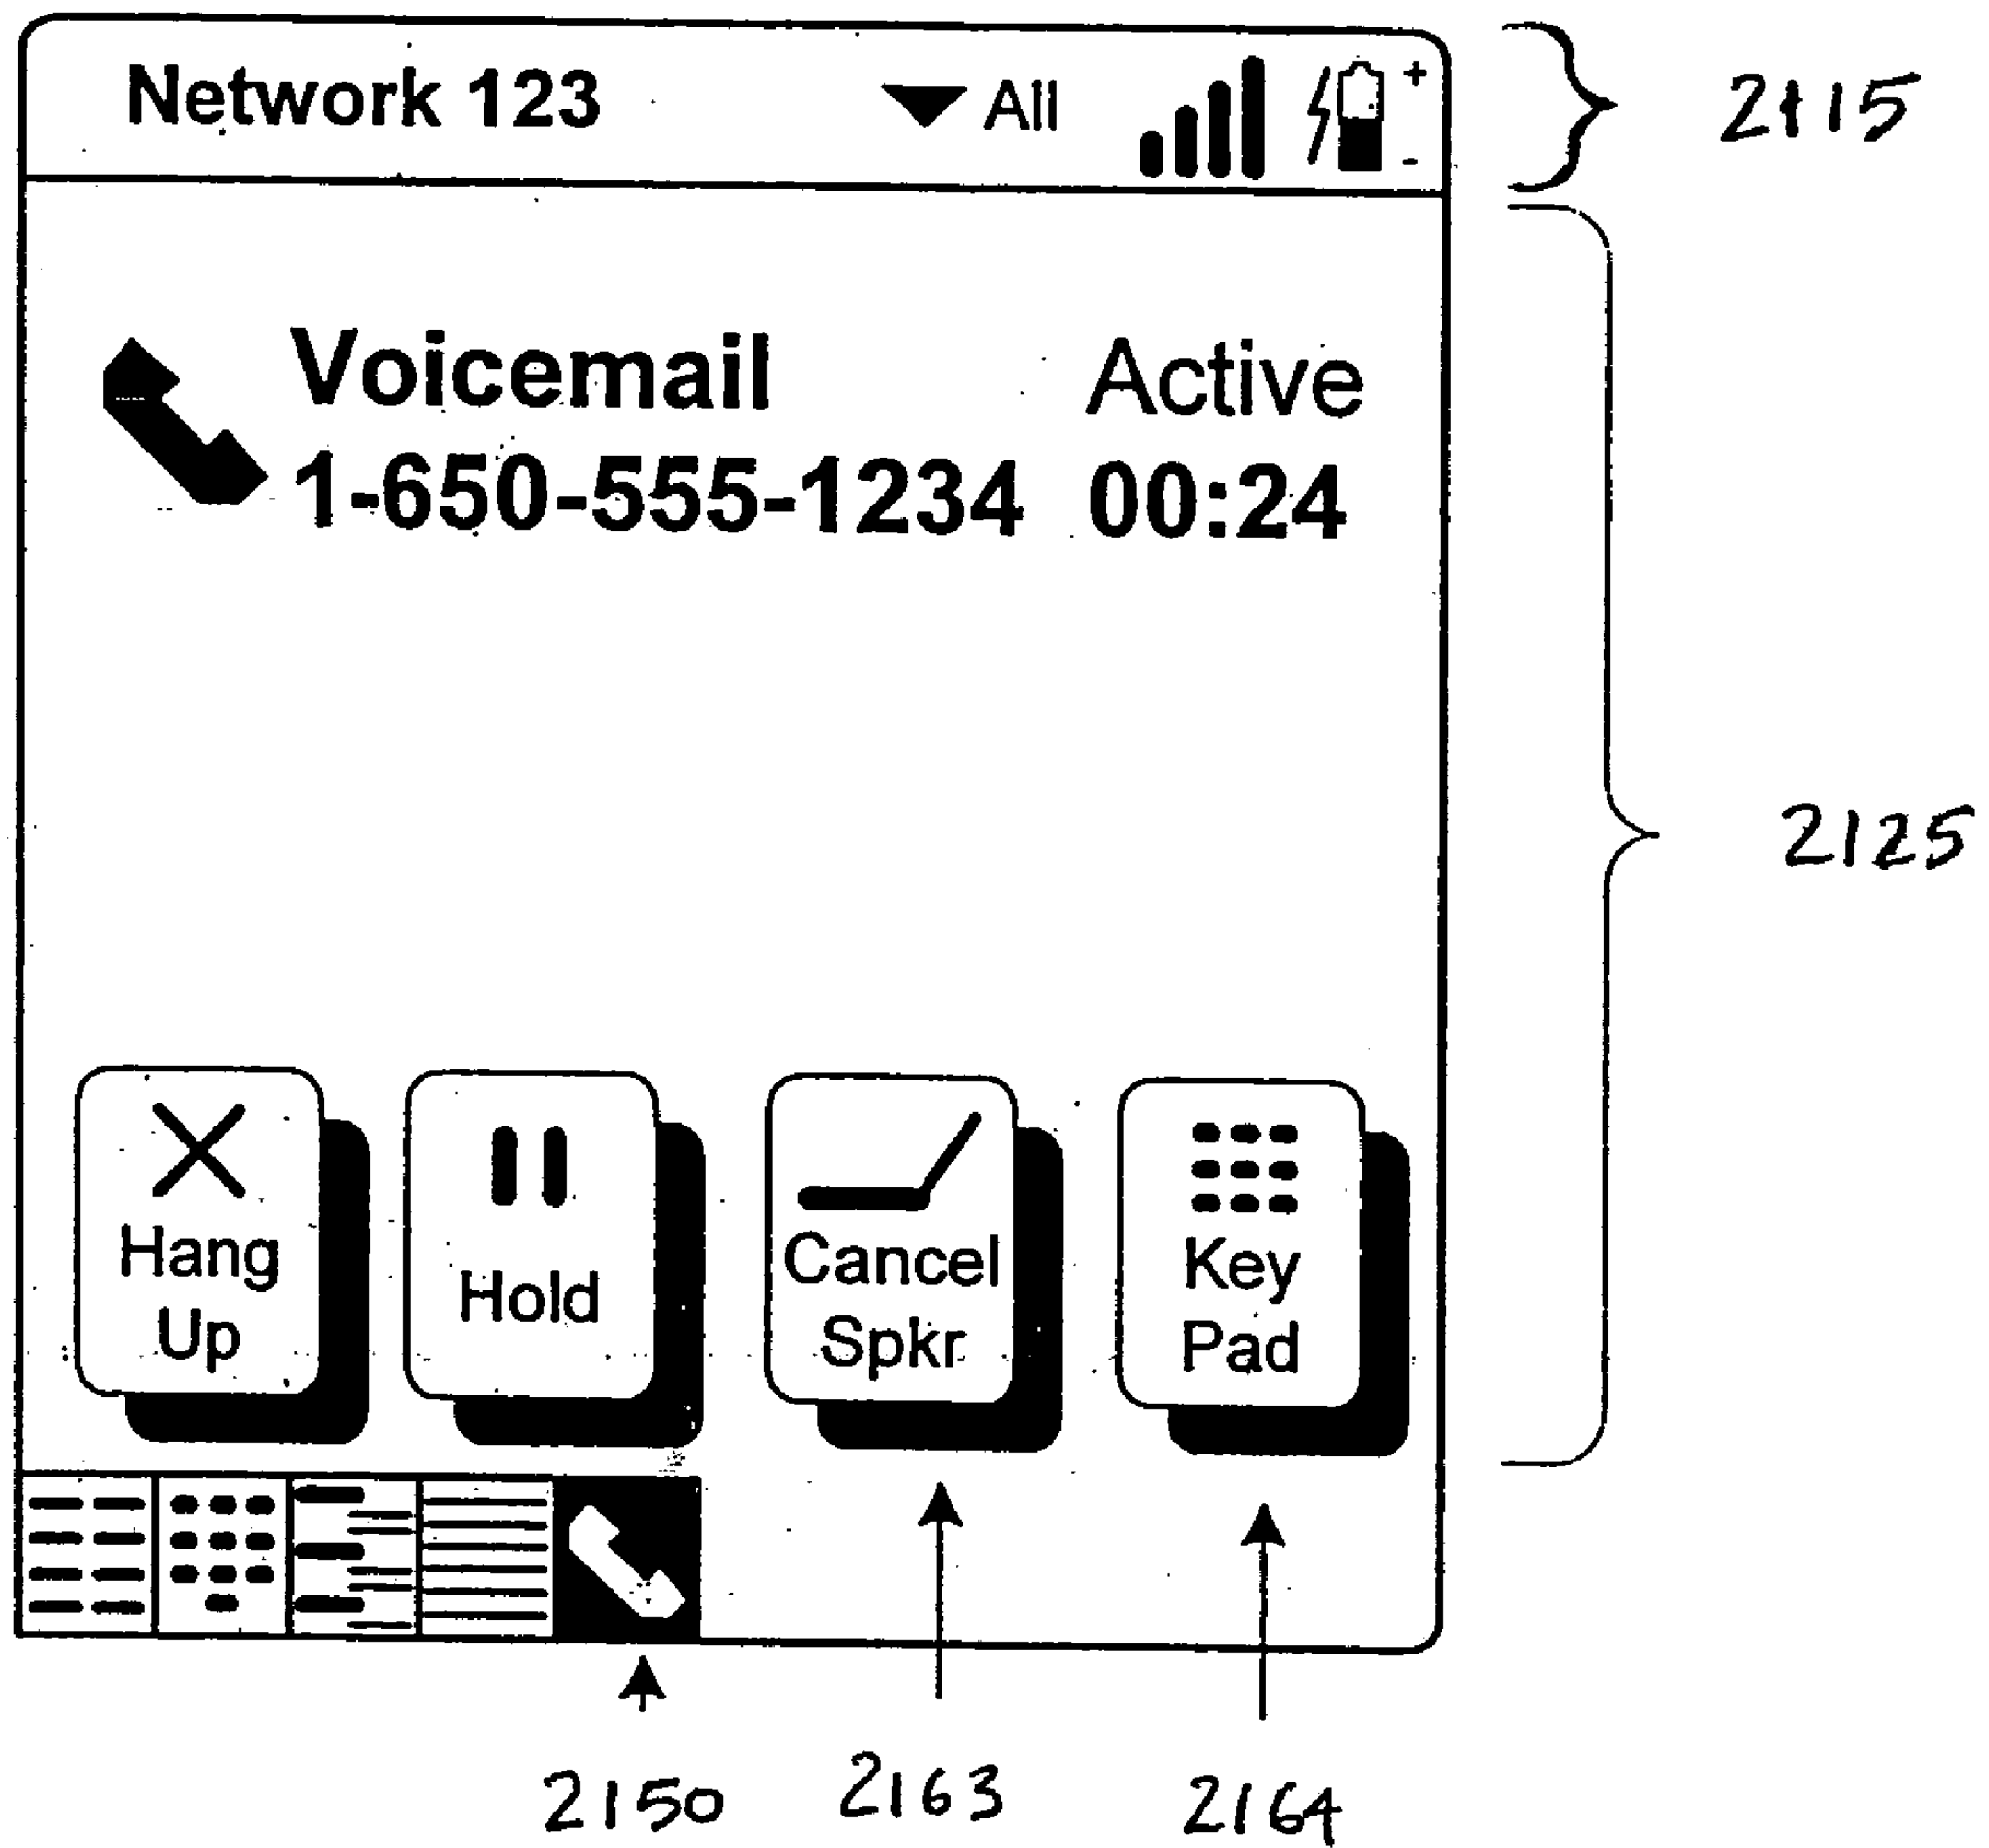 Network 123 All
2115
Voicemail Active
1-650-555-1234 00:24
2125
Hang
Up
Hold
Cancel
Spkr
Key
Pad
2150 2163 2164